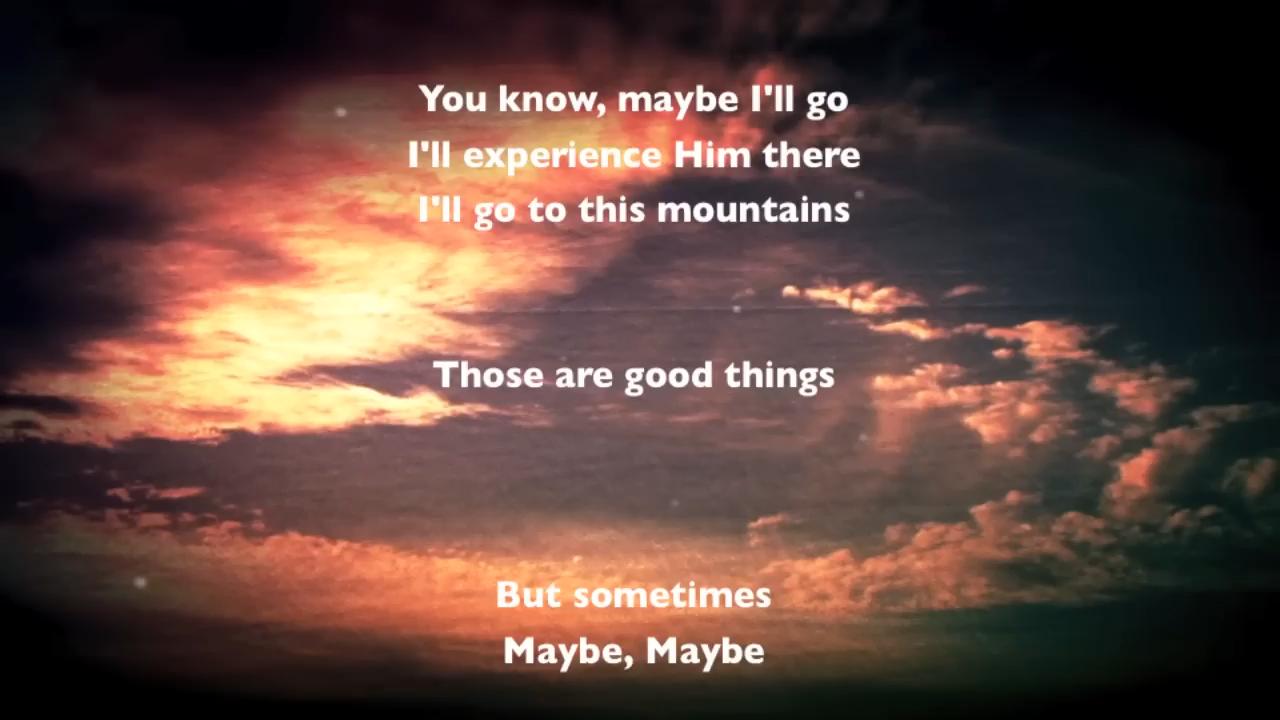 You know, maybe I'll go
I'll experience Him there
I'll go to this mountains
Those are good things
But sometimes
Maybe, Maybe